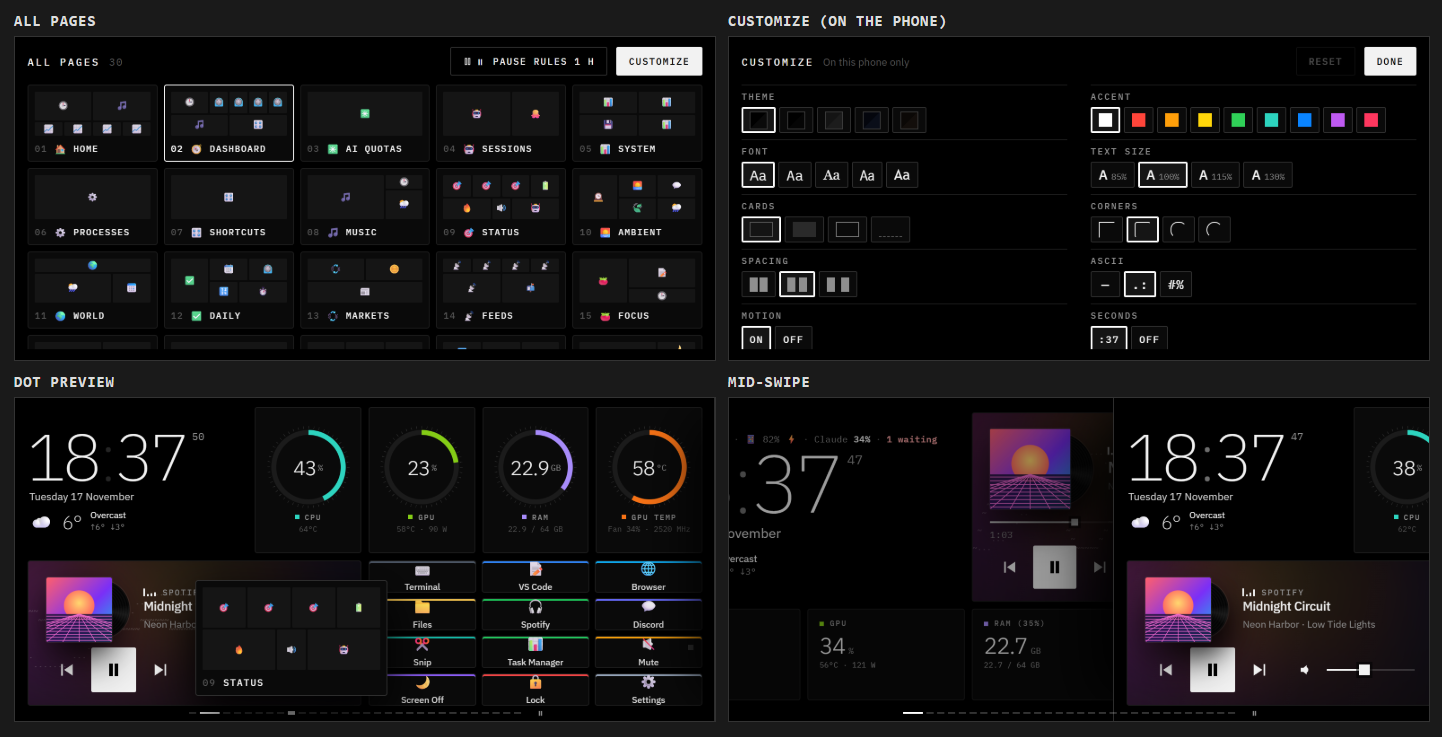 ALL PAGES
ALL PAGES 30
PAUSE RULES 1 H
CUSTOMIZE
01 HOME
02 DASHBOARD
03 AI QUOTAS
04 SESSIONS
05 SYSTEM
06 PROCESSES
07 SHORTCUTS
08 MUSIC
09 STATUS
10 AMBIENT
11 WORLD
12 DAILY
13 MARKETS
14 FEEDS
15 FOCUS
CUSTOMIZE (ON THE PHONE)
CUSTOMIZE On this phone only
RESET
DONE
THEME
ACCENT
FONT
Aa Aa Aa Aa Aa
TEXT SIZE
A 85% A 100% A 115% A 130%
CARDS
CORNERS
SPACING
ASCII
— .: #%
MOTION
ON OFF
SECONDS
:37 OFF
DOT PREVIEW
18:37 50
Tuesday 17 November
6° Overcast
↑6° ↓3°
43%
CPU
64°C
23%
GPU
58°C · 90 W
22.9GB
RAM
22.9 / 64 GB
58°C
GPU TEMP
Fan 34% · 2520 MHz
SPOTIF
Midnight
Neon Harbo
09 STATUS
Terminal
VS Code
Browser
Files
Spotify
Discord
Snip
Task Manager
Mute
Screen Off
Lock
Settings
MID-SWIPE
· 82% · Claude 34% · 1 waiting
:37 47
ovember
ercast
↓3°
1:03
GPU
34%
56°C · 121 W
RAM (35%)
22.7GB
22.7 / 64 GB
18:37 47
Tuesday 17 November
6° Overcast
↑6° ↓3°
38%
CPU
62°C
SPOTIFY
Midnight Circuit
Neon Harbor · Low Tide Lights